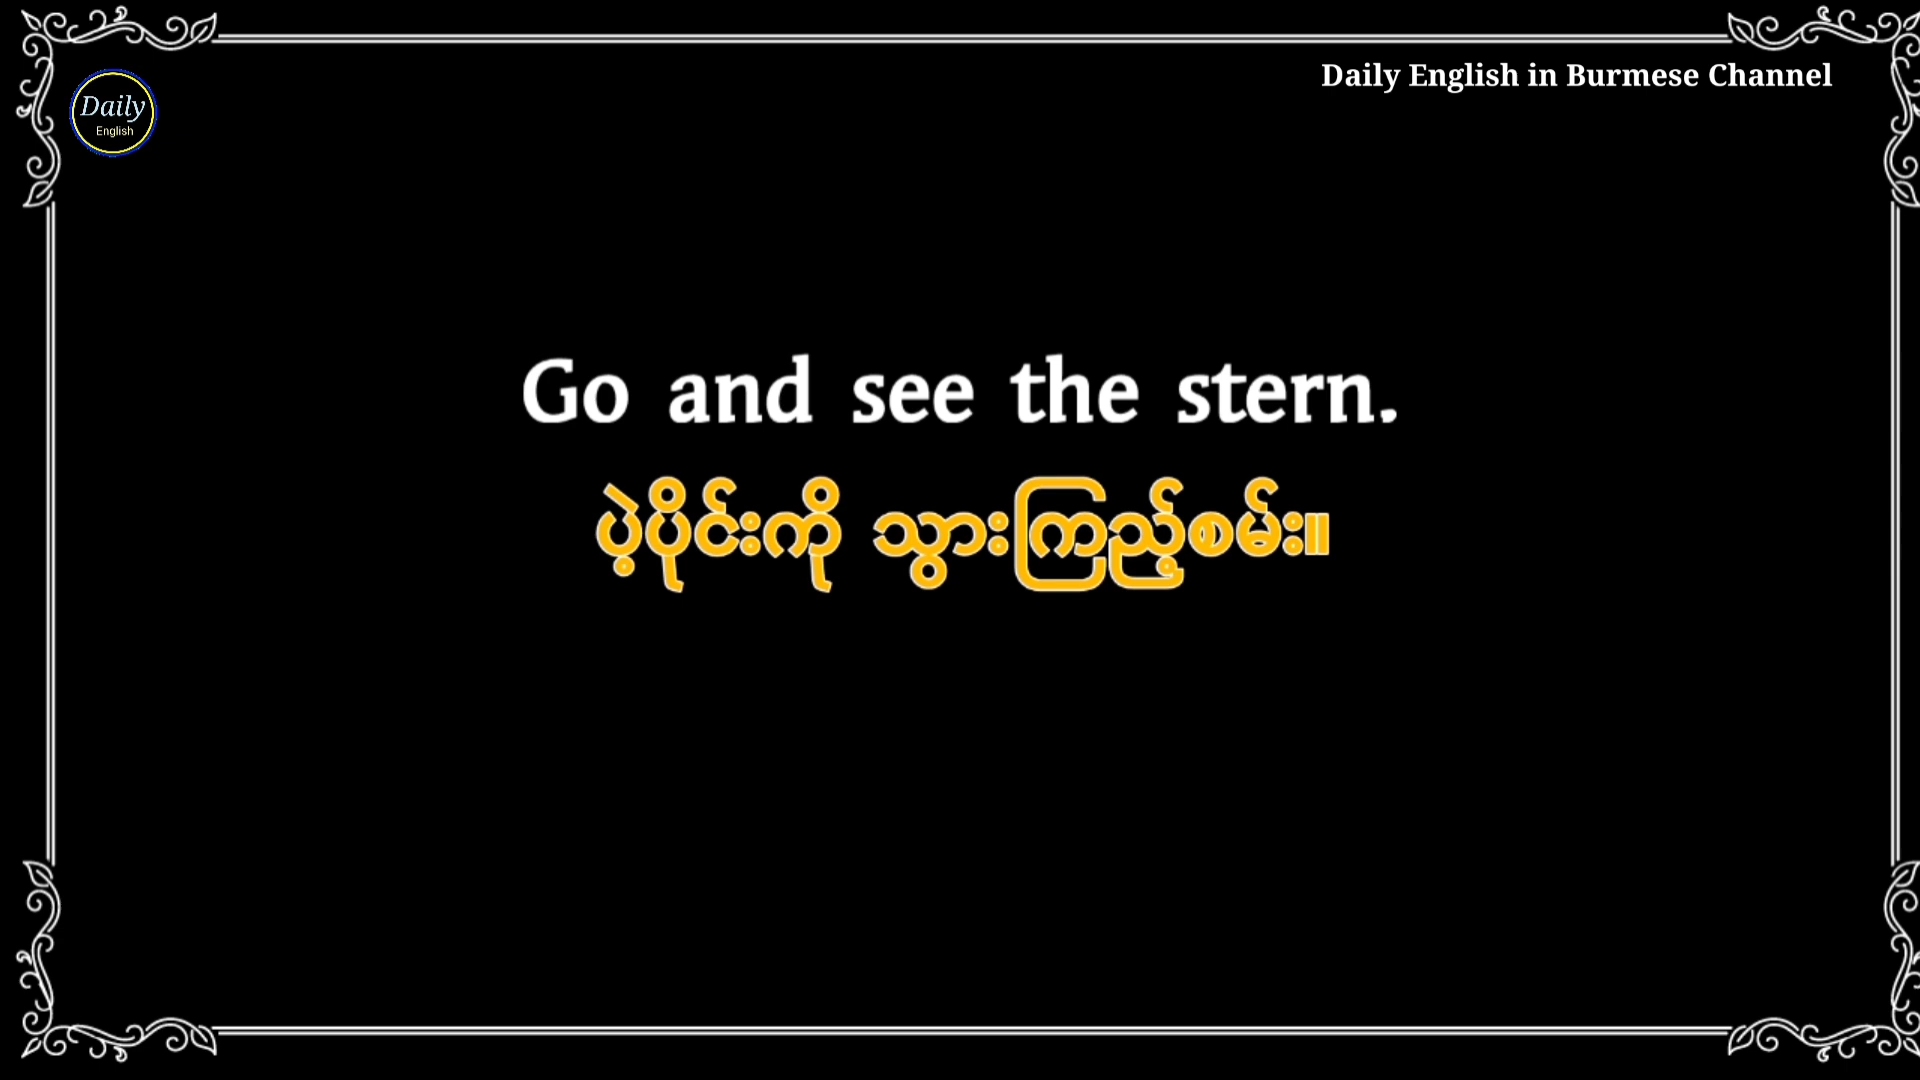 Daily English in Burmese Channel
Daily
English
Go and see the stern.
ပဲ့ပိုင်းကို သွားကြည့်စမ်း။